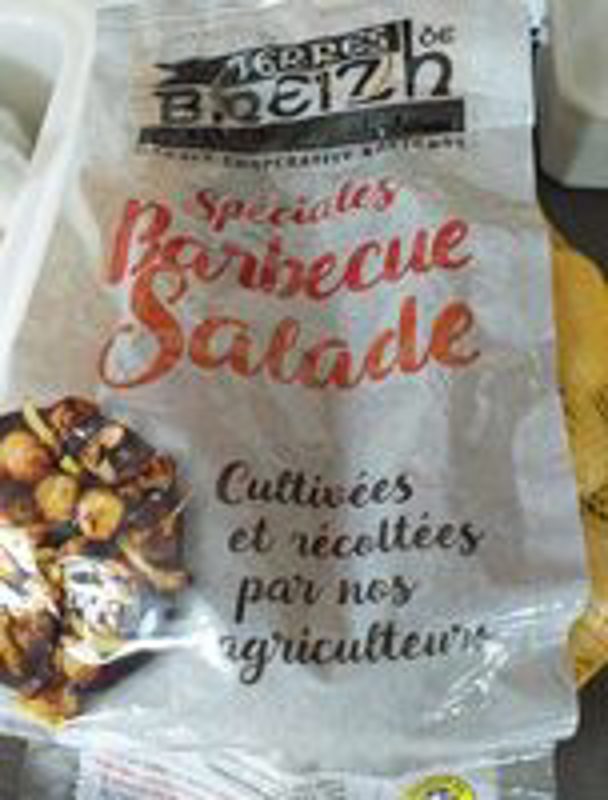 TERRES DE
BREIZH
Spéciales
Barbecue
Salade
Cultivées
et récoltées
par nos
agriculteurs